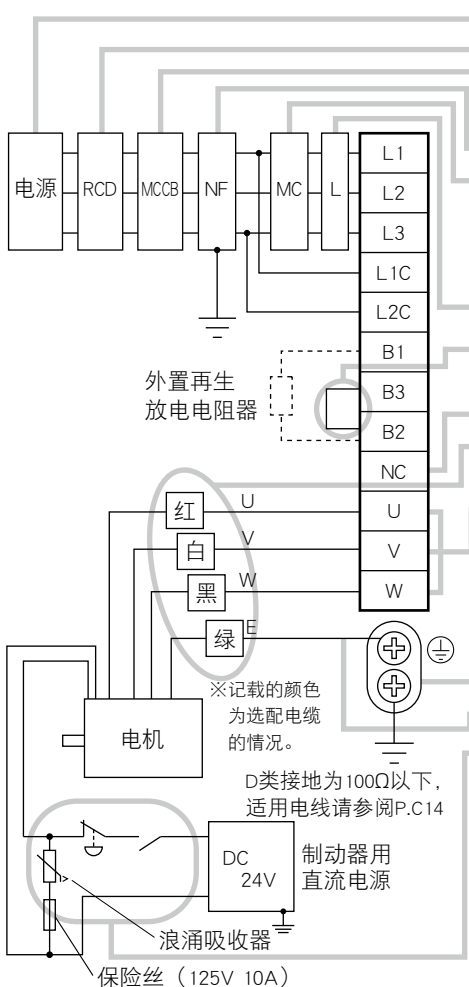 电源
RCD
MCCB
NF
MC
L
L1
L2
L3
L1C
L2C
B1
B3
B2
NC
U
V
W
外置再生
放电电阻器
红
U
白
V
黑
W
绿
E
※记载的颜色
为选配电缆
的情况。
电机
D类接地为100Ω以下，
适用电线请参阅P.C14
DC
24V
制动器用
直流电源
浪涌吸收器
保险丝（125V 10A）